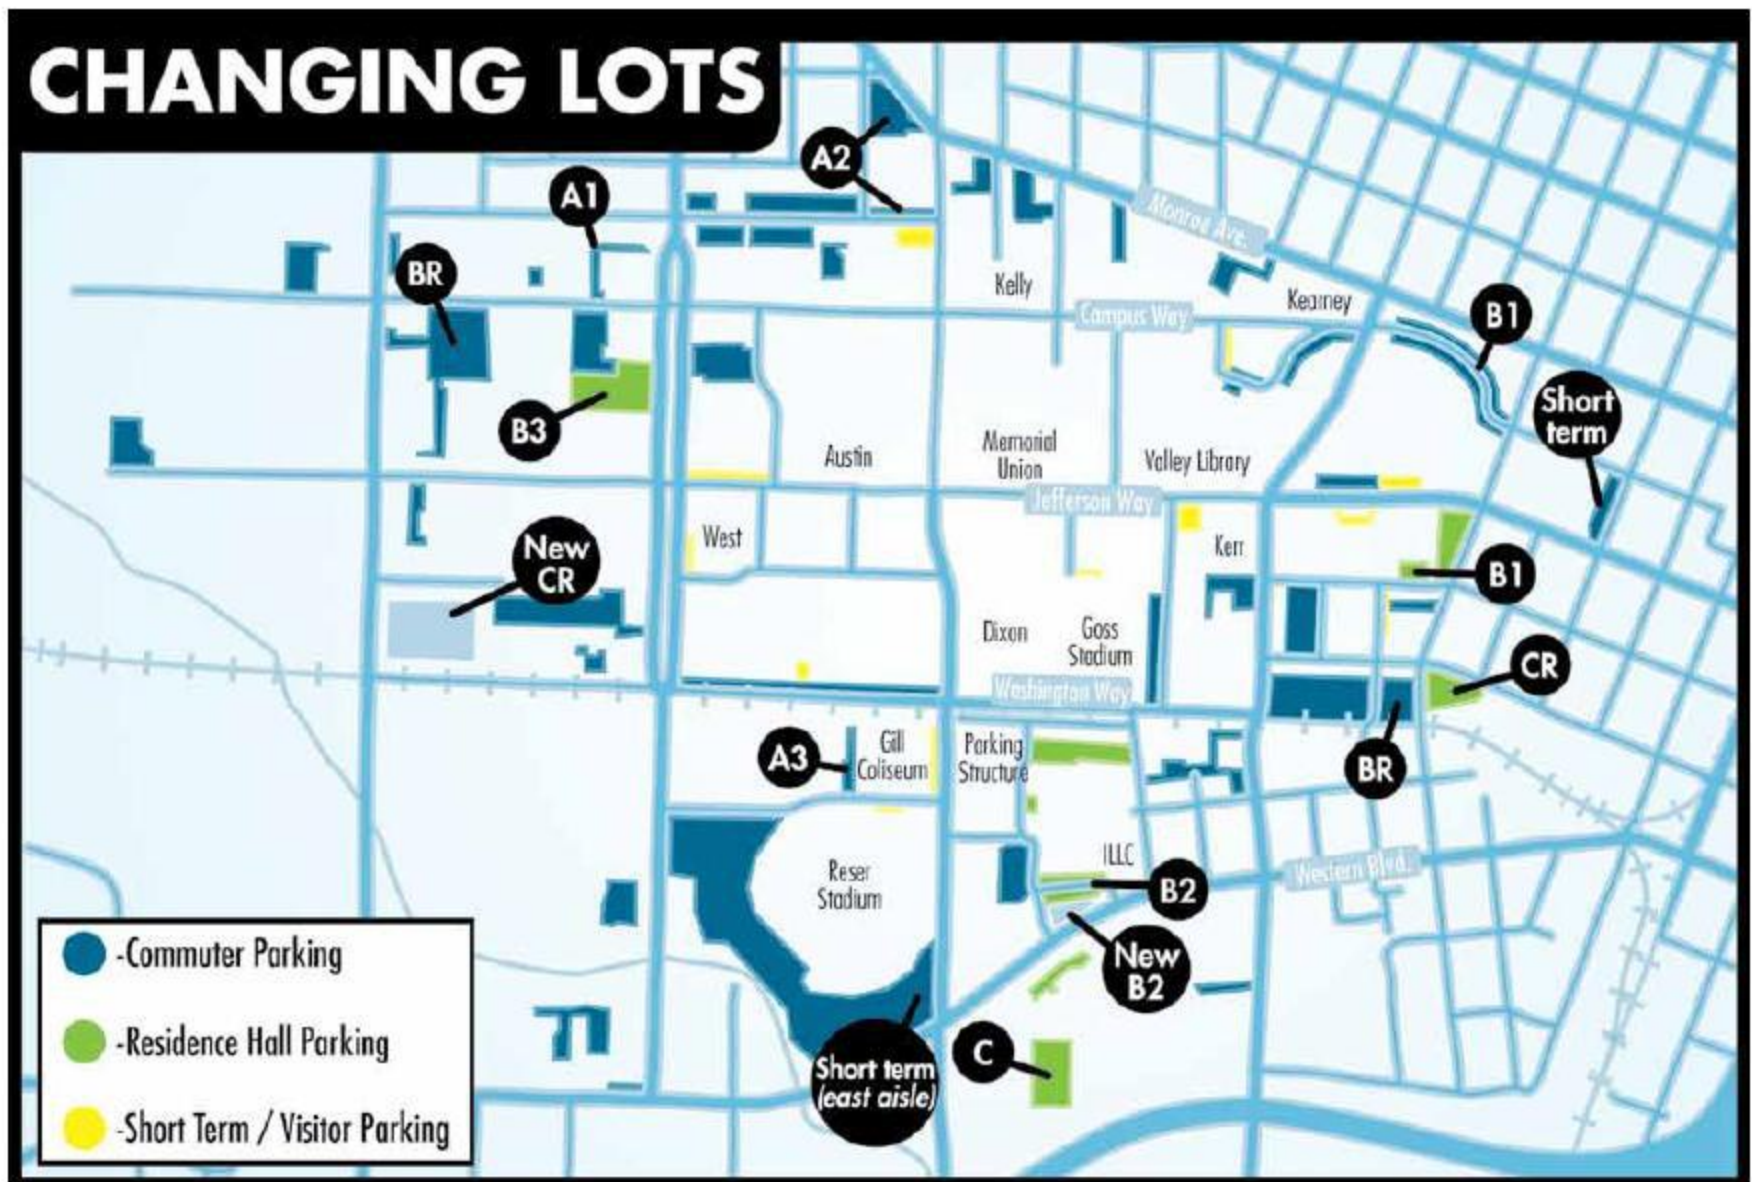 CHANGING LOTS
A2
A1
Monroe Ave.
BR
Kelly
Kearney
Campus Way
B1
Short
term
B3
Austin
Memorial
Union
Valley Library
Jefferson Way
New
CR
West
Kerr
B1
Dixon
Goss
Stadium
CR
Washington Way
A3
Gill
Coliseum
Parking
Structure
BR
ILLC
Western Blvd.
B2
Reser
Stadium
New
B2
C
Short term
(east aisle)
-Commuter Parking
-Residence Hall Parking
-Short Term / Visitor Parking